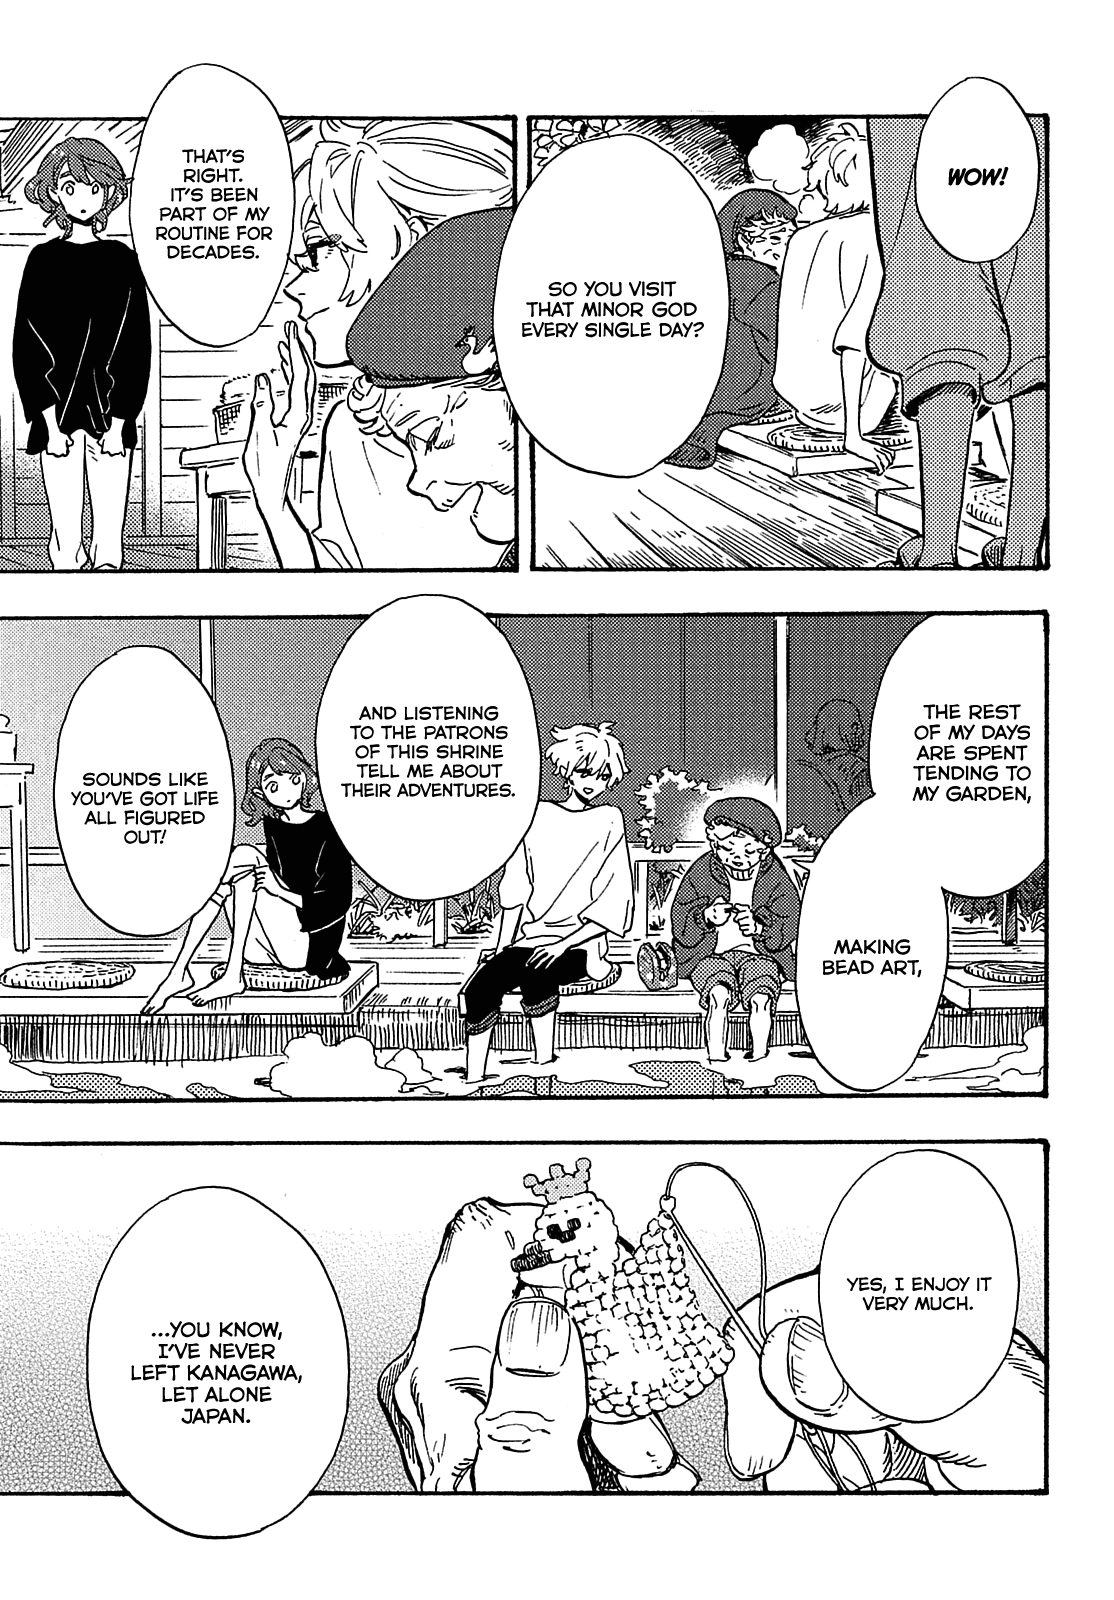 WOW!
SO YOU VISIT
THAT MINOR GOD
EVERY SINGLE DAY?
THAT'S
RIGHT.
IT'S BEEN
PART OF MY
ROUTINE FOR
DECADES.
THE REST
OF MY DAYS
ARE SPENT
TENDING TO
MY GARDEN,
MAKING
BEAD ART,
AND LISTENING
TO THE PATRONS
OF THIS SHRINE
TELL ME ABOUT
THEIR ADVENTURES.
SOUNDS LIKE
YOU'VE GOT LIFE
ALL FIGURED
OUT!
YES, I ENJOY IT
VERY MUCH.
...YOU KNOW,
I'VE NEVER
LEFT KANAGAWA,
LET ALONE
JAPAN.